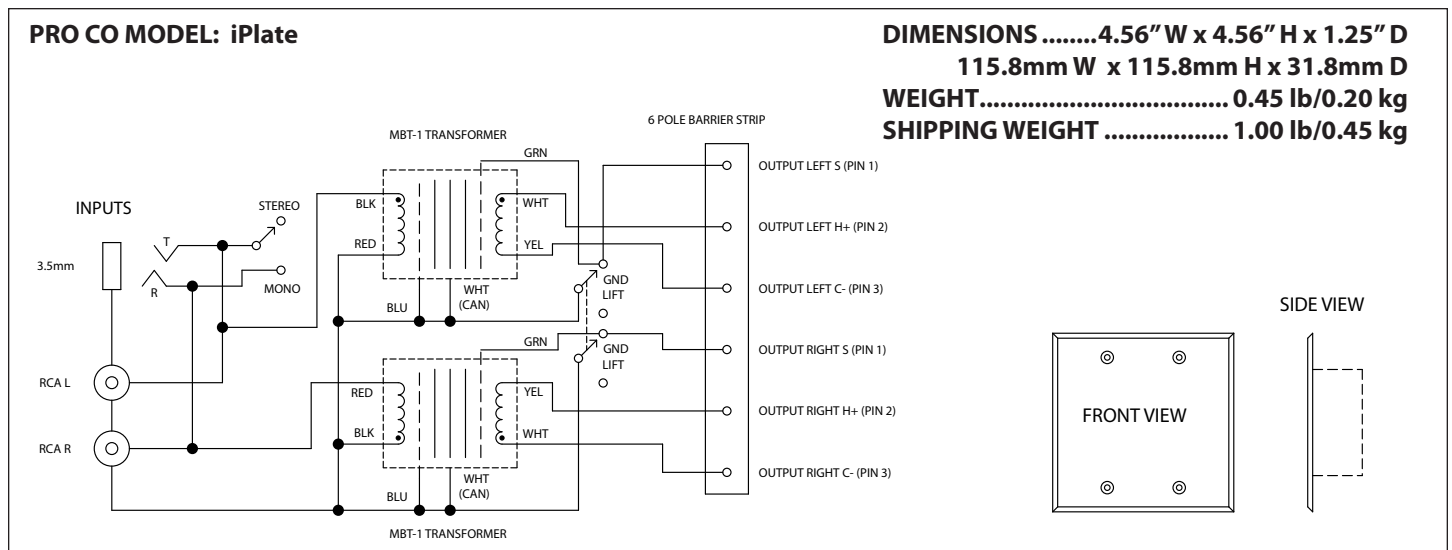 PRO CO MODEL: iPlate
DIMENSIONS ........4.56" W x 4.56" H x 1.25" D
115.8mm W x 115.8mm H x 31.8mm D
WEIGHT.................................... 0.45 lb/0.20 kg
SHIPPING WEIGHT .................. 1.00 lb/0.45 kg
6 POLE BARRIER STRIP
MBT-1 TRANSFORMER
GRN
OUTPUT LEFT S (PIN 1)
INPUTS
STEREO
BLK
WHT
T
OUTPUT LEFT H+ (PIN 2)
RED
YEL
3.5mm
R
MONO
GND
LIFT
OUTPUT LEFT C- (PIN 3)
BLU
WHT
(CAN)
SIDE VIEW
GRN
GND
LIFT
OUTPUT RIGHT S (PIN 1)
RCA L
RED
YEL
OUTPUT RIGHT H+ (PIN 2)
FRONT VIEW
RCA R
BLK
WHT
OUTPUT RIGHT C- (PIN 3)
BLU
WHT
(CAN)
MBT-1 TRANSFORMER